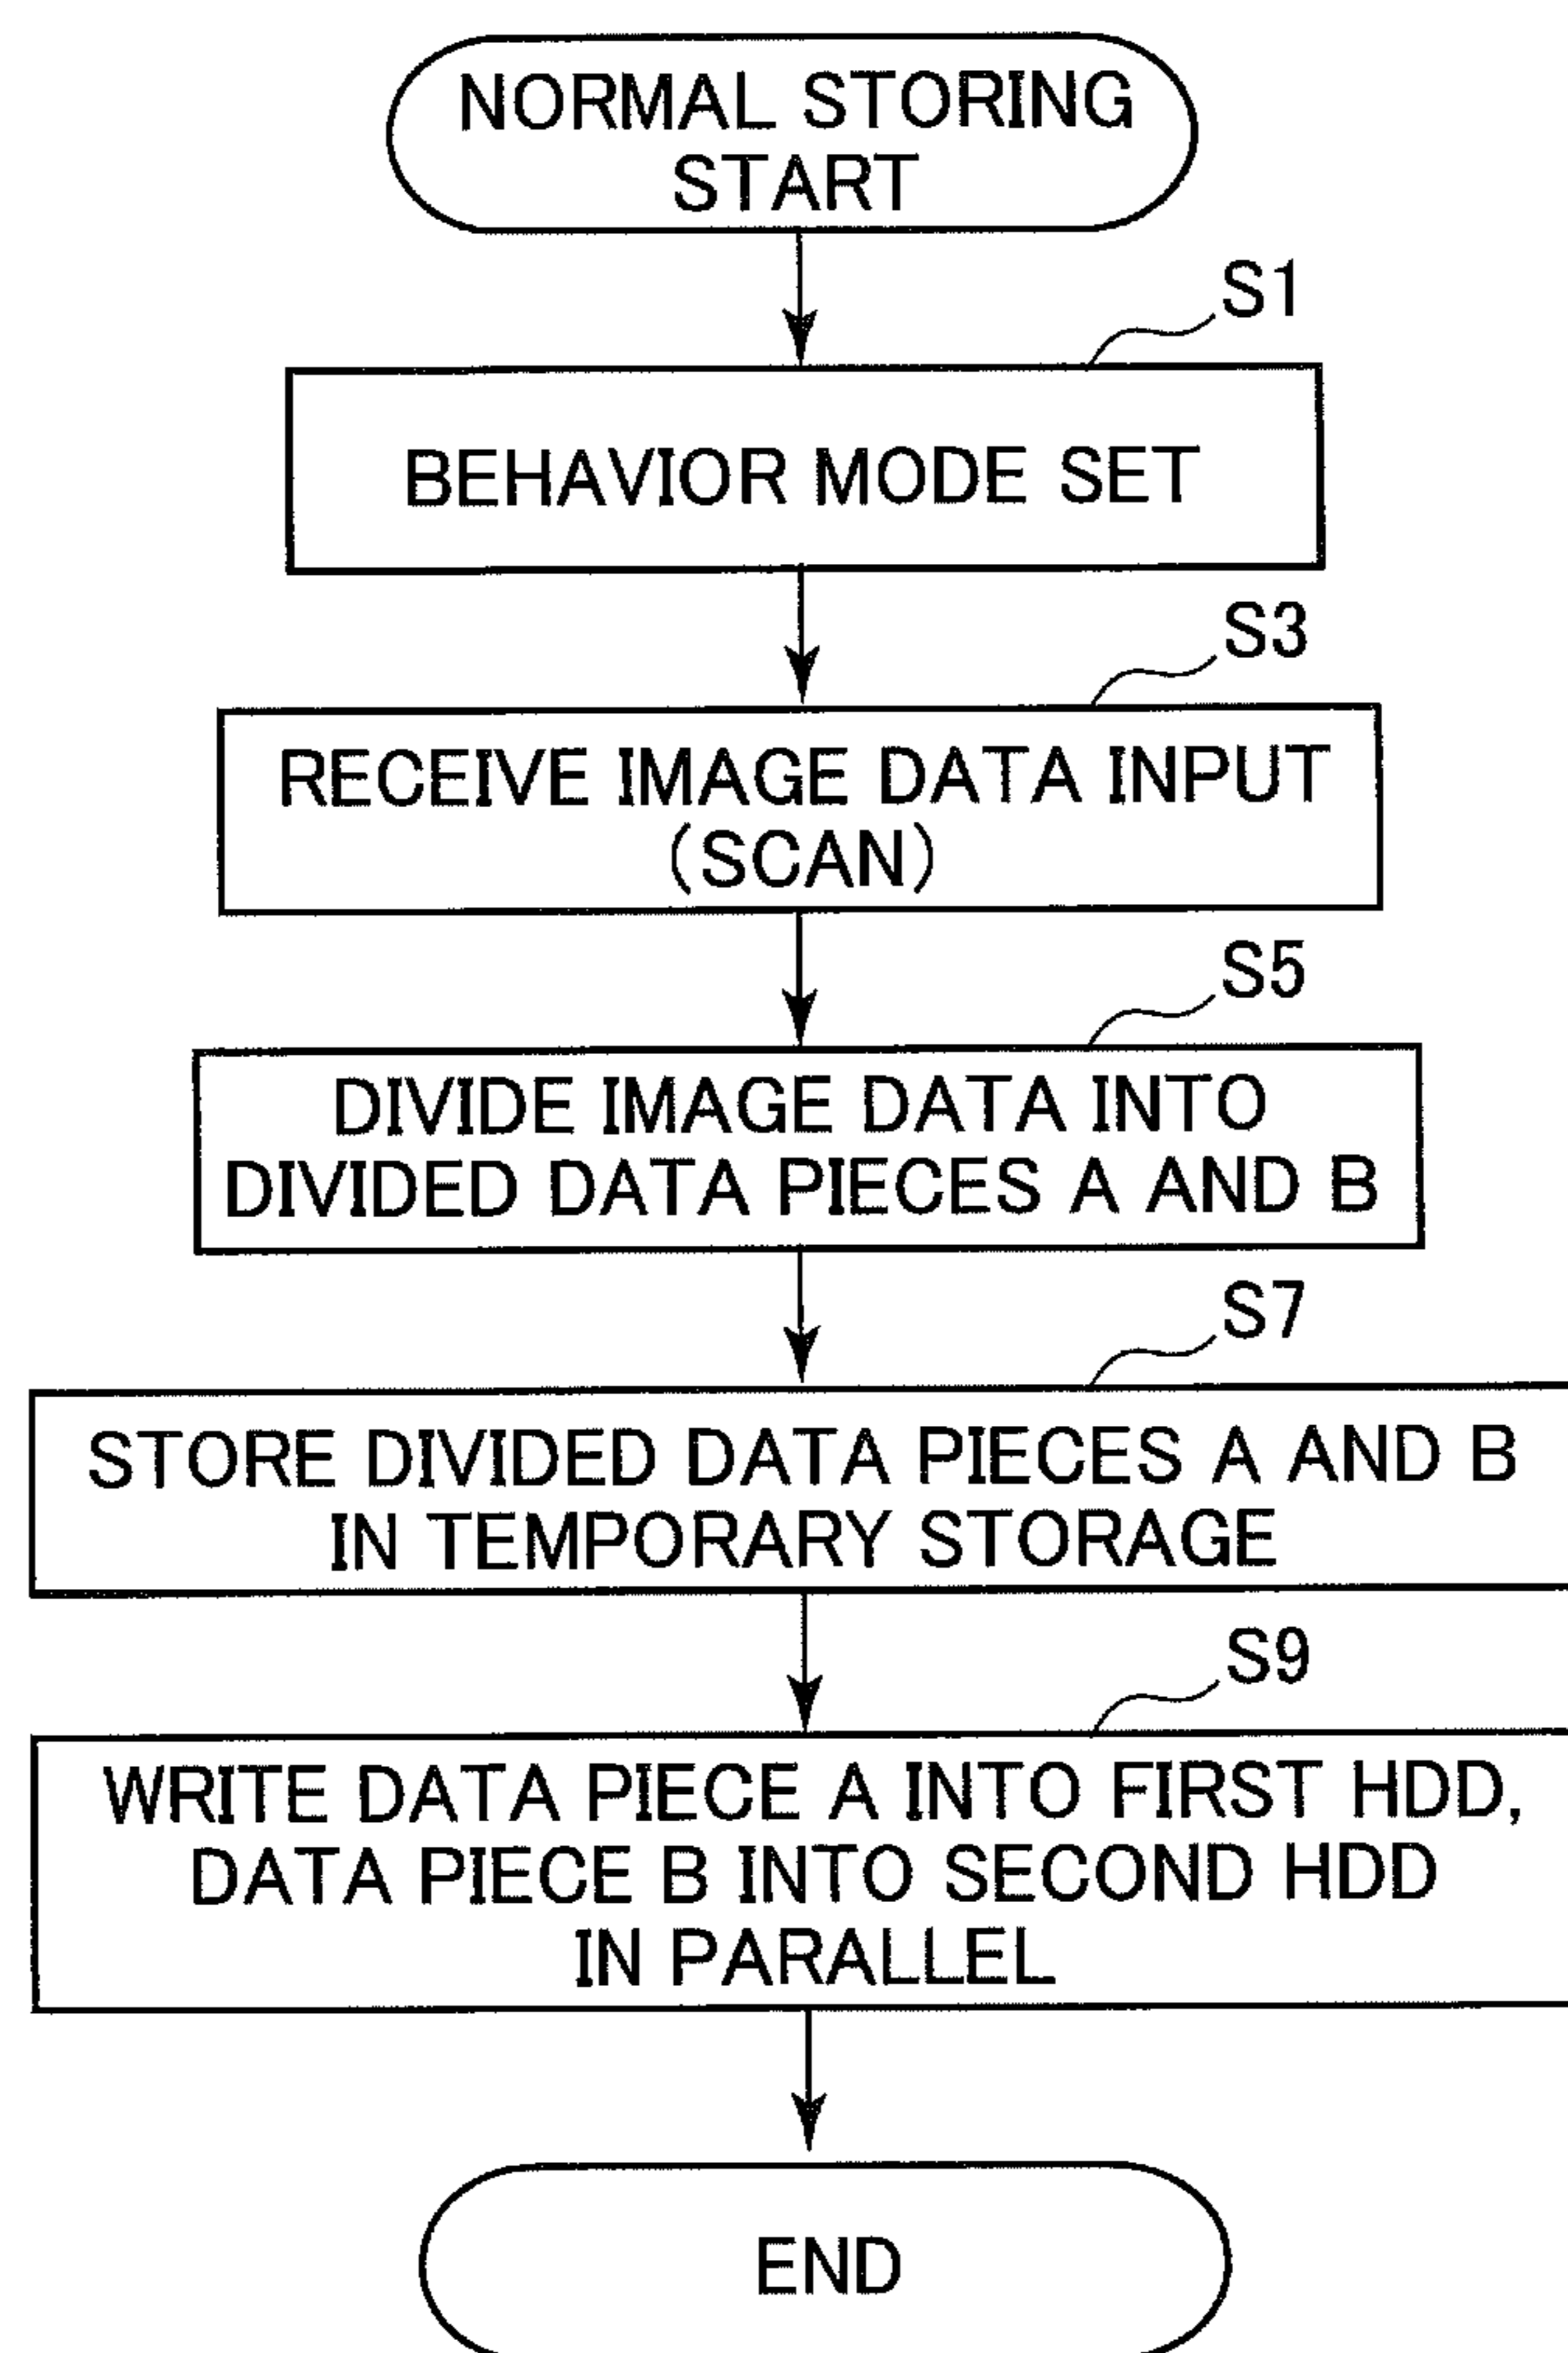 NORMAL STORING
START
S1
BEHAVIOR MODE SET
S3
RECEIVE IMAGE DATA INPUT
(SCAN)
S5
DIVIDE IMAGE DATA INTO
DIVIDED DATA PIECES A AND B
S7
STORE DIVIDED DATA PIECES A AND B
IN TEMPORARY STORAGE
S9
WRITE DATA PIECE A INTO FIRST HDD,
DATA PIECE B INTO SECOND HDD
IN PARALLEL
END